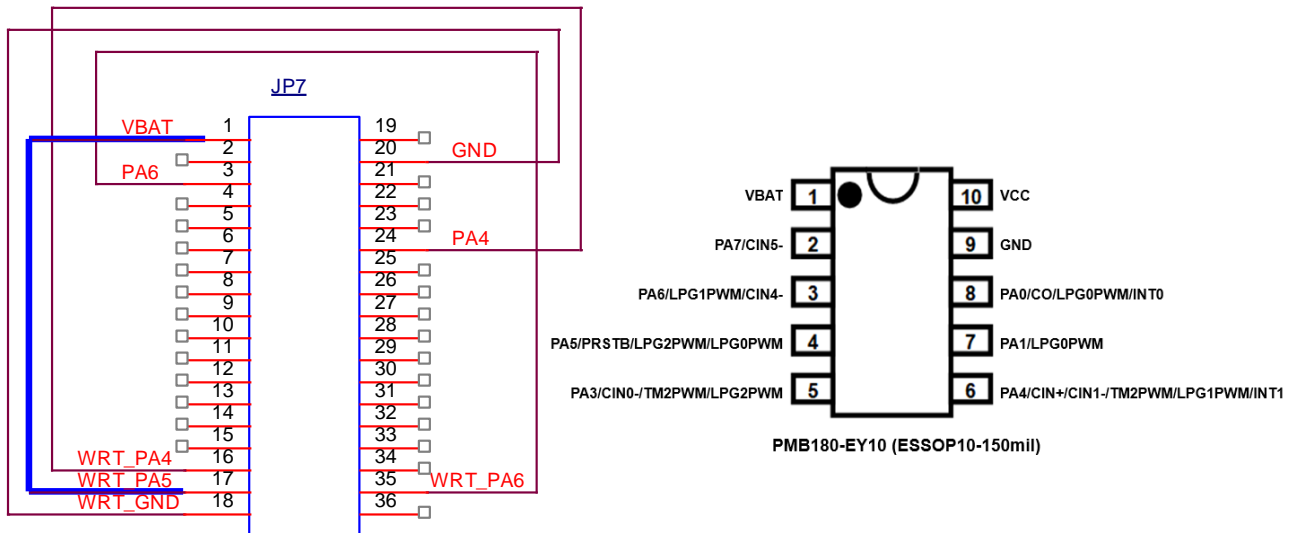 JP7
VBAT 1 19
2 20 GND
PA6 3 21
4 22
5 23
6 24 PA4
7 25
8 26
9 27
10 28
11 29
12 30
13 31
14 32
15 33
WRT_PA4 16 34
WRT_PA5 17 35 WRT_PA6
WRT_GND 18 36
VBAT 1 10 VCC
PA7/CIN5- 2 9 GND
PA6/LPG1PWM/CIN4- 3 8 PA0/CO/LPG0PWM/INT0
PA5/PRSTB/LPG2PWM/LPG0PWM 4 7 PA1/LPG0PWM
PA3/CIN0-/TM2PWM/LPG2PWM 5 6 PA4/CIN+/CIN1-/TM2PWM/LPG1PWM/INT1
PMB180-EY10 (ESSOP10-150mil)